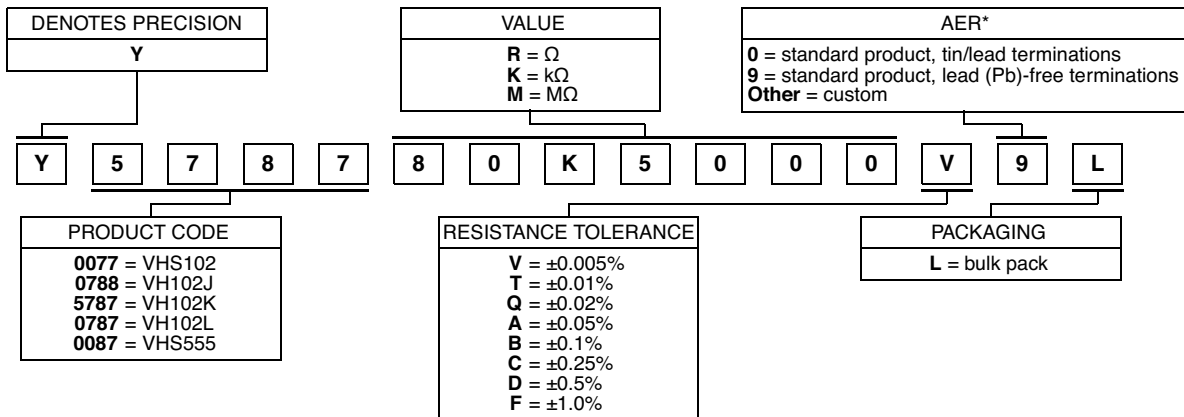 DENOTES PRECISION
Y
VALUE
R = Ω
K = kΩ
M = MΩ
AER*
0 = standard product, tin/lead terminations
9 = standard product, lead (Pb)-free terminations
Other = custom
Y 5 7 8 7 8 0 K 5 0 0 0 V 9 L
PRODUCT CODE
0077 = VHS102
0788 = VH102J
5787 = VH102K
0787 = VH102L
0087 = VHS555
RESISTANCE TOLERANCE
V = ±0.005%
T = ±0.01%
Q = ±0.02%
A = ±0.05%
B = ±0.1%
C = ±0.25%
D = ±0.5%
F = ±1.0%
PACKAGING
L = bulk pack